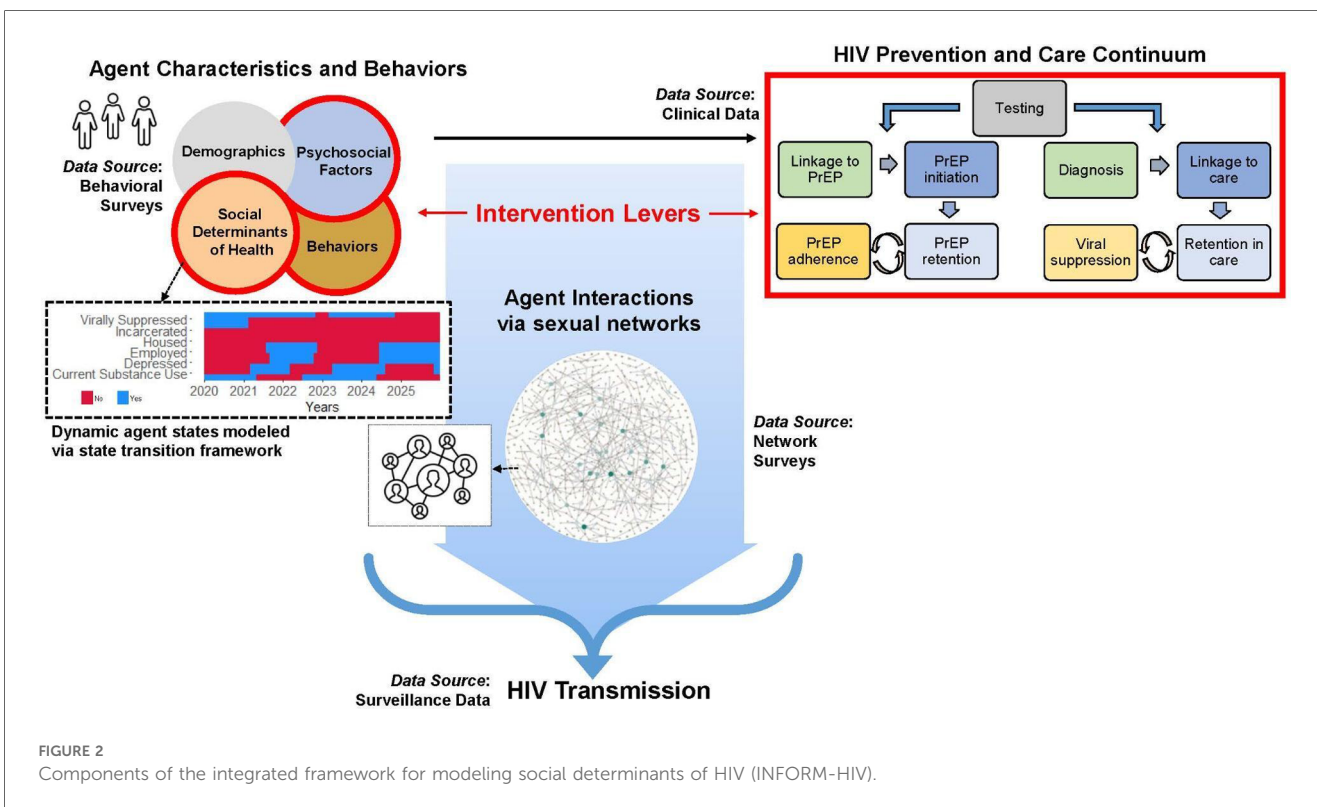 Agent Characteristics and Behaviors
Data Source:
Behavioral
Surveys
Demographics
Psychosocial
Factors
Social
Determinants
of Health
Behaviors
Data Source:
Clinical Data
HIV Prevention and Care Continuum
Testing
Linkage to
PrEP
PrEP
initiation
PrEP
adherence
PrEP
retention
Diagnosis
Linkage to
care
Viral
suppression
Retention in
care
Intervention Levers
Virally Suppressed
Incarcerated
Housed
Employed
Depressed
Current Substance Use
2020 2021 2022 2023 2024 2025
Years
No Yes
Dynamic agent states modeled
via state transition framework
Agent Interactions
via sexual networks
Data Source:
Network
Surveys
Data Source:
Surveillance Data
HIV Transmission
FIGURE 2
Components of the integrated framework for modeling social determinants of HIV (INFORM-HIV).